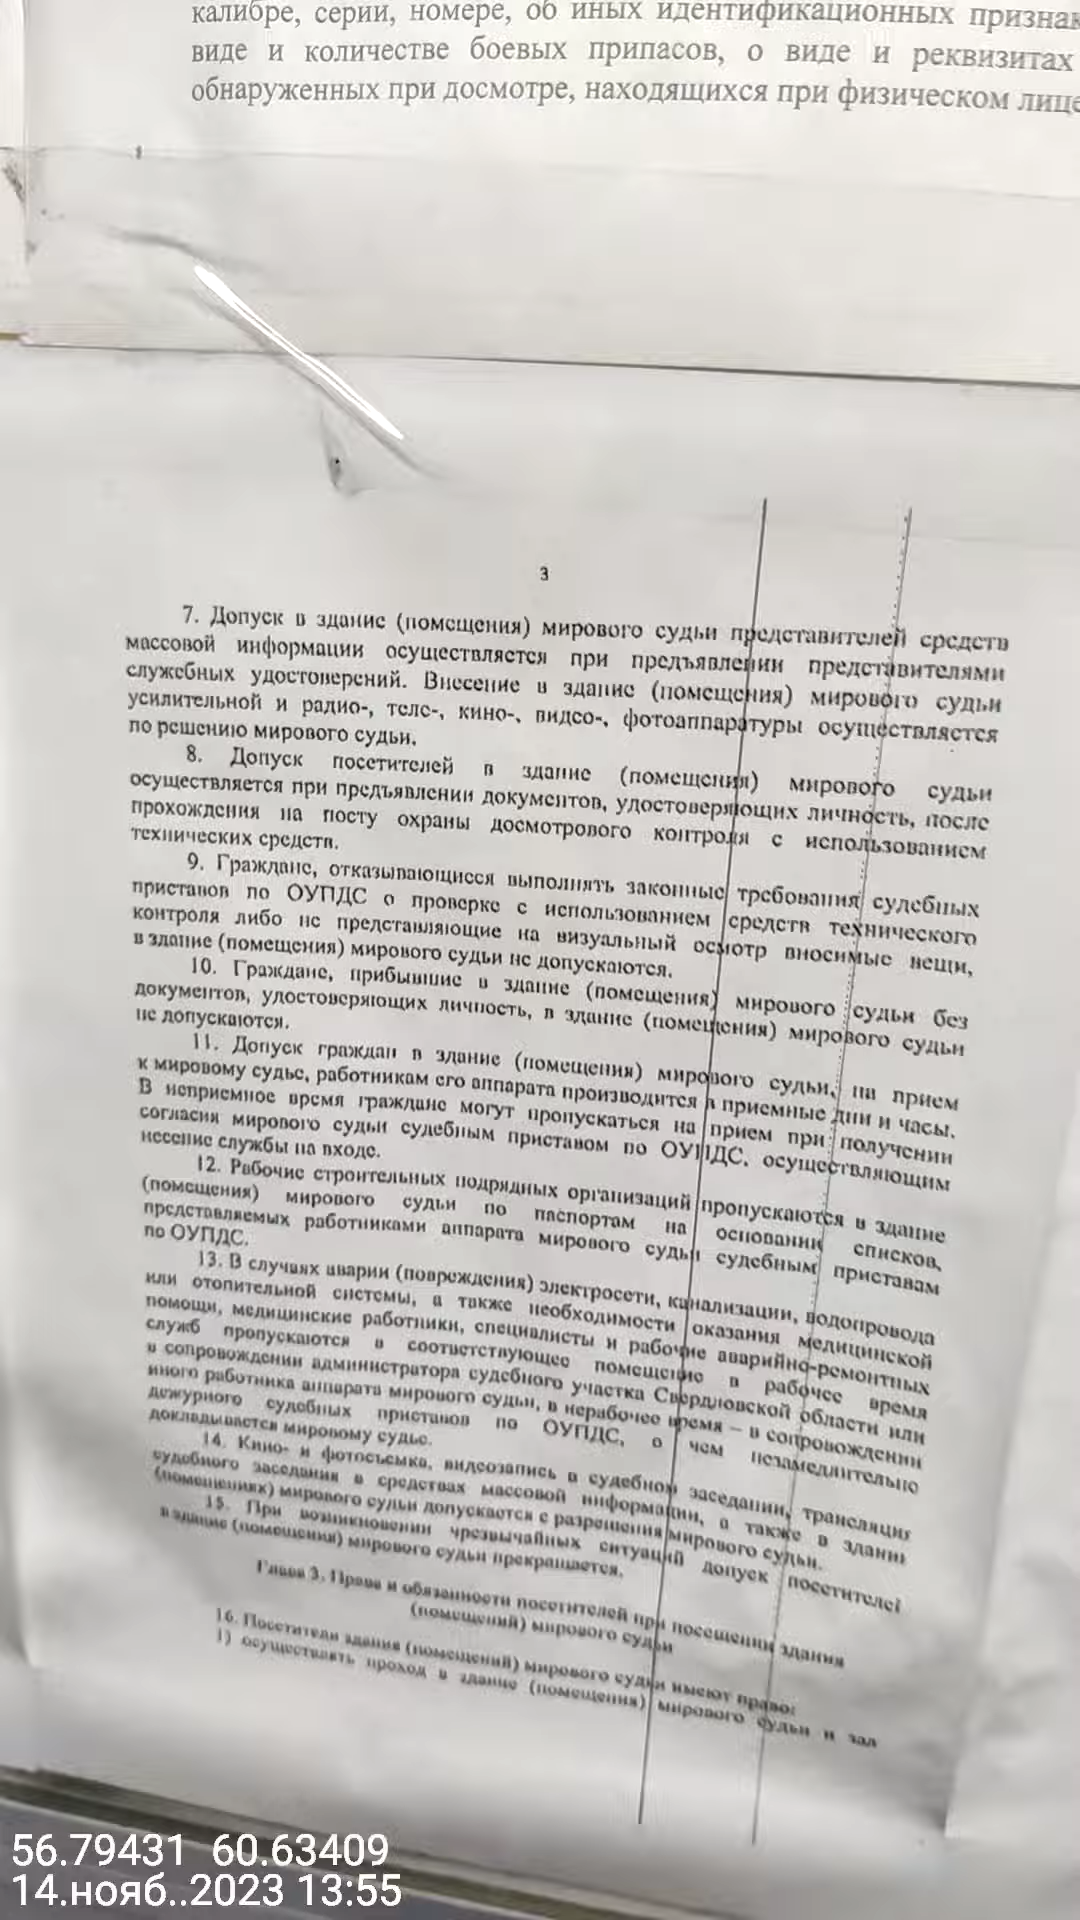 калибре, серии, номере, об иных идентификационных
виде и количестве боевых припасов, о виде и реквизитах
обнаруженных при досмотре, находящихся при физическом лице
3
7. Допуск в здание (помещения) мирового судьи представителей средств
массовой информации осуществляется при предъявлении представителями
служебных удостоверений. Внесение в здание (помещения) мирового судьи
усилительной и радио-, теле-, кино-, видео-, фотоаппаратуры осуществляется
по решению мирового судьи.
8. Допуск посетителей в здание (помещения) мирового судьи
осуществляется при предъявлении документов, удостоверяющих личность, после
прохождения на посту охраны досмотрового контроля с использованием
технических средств.
9. Граждане, отказывающиеся выполнять законные требования судебных
приставов по ОУПДС о проверке с использованием средств технического
контроля либо не представляющие на визуальный осмотр вносимые вещи,
в здание (помещения) мирового судьи не допускаются.
10. Граждане, прибывшие в здание (помещения) мирового судьи без
документов, удостоверяющих личность, в здание (помещения) мирового судьи
не допускаются.
11. Допуск граждан в здание (помещения) мирового судьи, на прием
к мировому судье, работникам его аппарата производится в приемные дни и часы.
В неприемное время граждане могут пропускаться на прием при получении
согласия мирового судьи судебным приставом по ОУПДС, осуществляющим
несение службы на входе.
12. Рабочие строительных подрядных организаций пропускаются в здание
(помещения) мирового судьи по паспортам на основании списков,
представляемых работниками аппарата мирового судьи судебным приставам
по ОУПДС.
13. В случаях аварии (повреждения) электросети, канализации, водопровода
или отопительной системы, а также необходимости оказания медицинской
помощи, медицинские работники, специалисты и рабочие аварийно-ремонтных
служб пропускаются в соответствующее помещение в рабочее время
в сопровождении администратора судебного участка Свердловской области или
иного работника аппарата мирового судьи, в нерабочее время – в сопровождении
дежурного судебных приставов по ОУПДС, о чем незамедлительно
докладывается мировому судье.
14. Кино- и фотосъемка, видеозапись в судебном заседании, трансляция
судебного заседания в средствах массовой информации, а также в здании
(помещениях) мирового судьи допускается с разрешения мирового судьи.
15. При возникновении чрезвычайных ситуаций допуск посетителей
в здание (помещения) мирового судьи прекращается.
Глава 3. Права и обязанности посетителей при посещении здания
(помещений) мирового судьи
16. Посетители здания (помещений) мирового судьи имеют право:
1) осуществлять проход в здание (помещения) мирового судьи и зал
56.79431 60.63409
14.нояб..2023 13:55